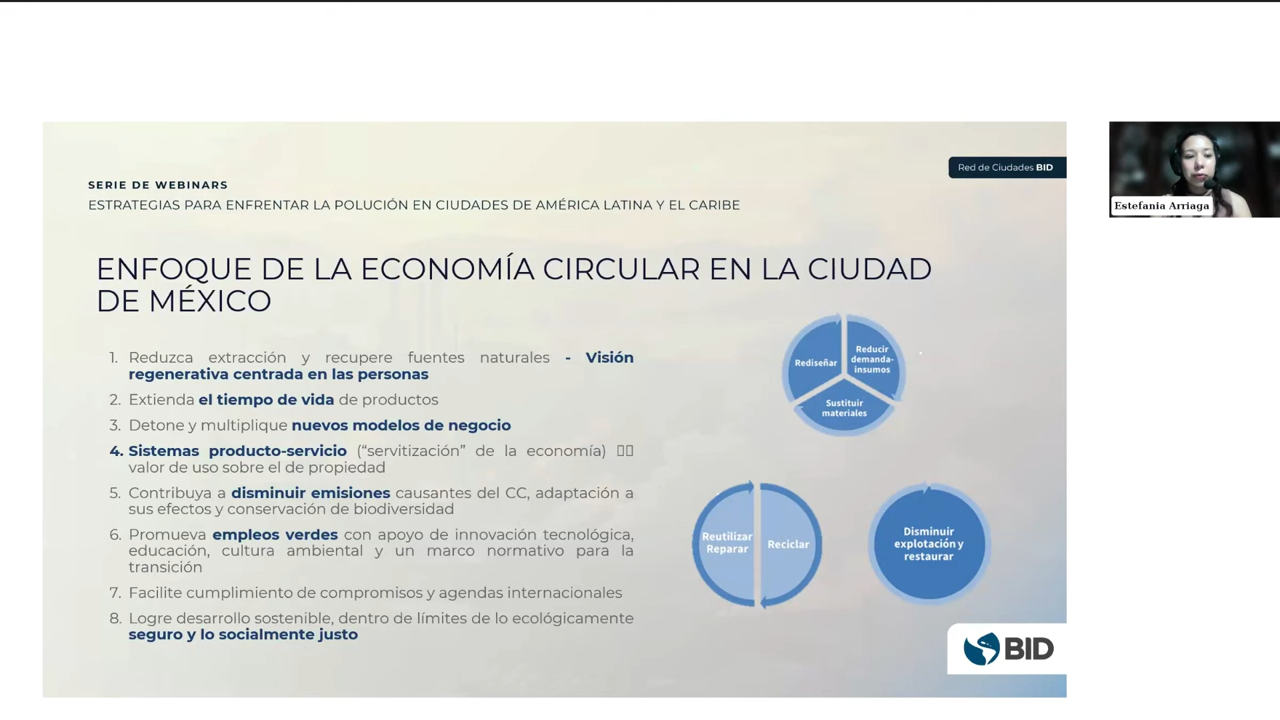 Red de Ciudades BID
SERIE DE WEBINARS
ESTRATEGIAS PARA ENFRENTAR LA POLUCIÓN EN CIUDADES DE AMÉRICA LATINA Y EL CARIBE
Estefania Arriaga
ENFOQUE DE LA ECONOMÍA CIRCULAR EN LA CIUDAD
DE MÉXICO
1. Reduzca extracción y recupere fuentes naturales - Visión
regenerativa centrada en las personas
2. Extienda el tiempo de vida de productos
3. Detone y multiplique nuevos modelos de negocio
4. Sistemas producto-servicio (“servitización” de la economía)
valor de uso sobre el de propiedad
5. Contribuya a disminuir emisiones causantes del CC, adaptación a
sus efectos y conservación de biodiversidad
6. Promueva empleos verdes con apoyo de innovación tecnológica,
educación, cultura ambiental y un marco normativo para la
transición
7. Facilite cumplimiento de compromisos y agendas internacionales
8. Logre desarrollo sostenible, dentro de límites de lo ecológicamente
seguro y lo socialmente justo
Rediseñar
Reducir
demanda-
insumos
Sustituir
materiales
Reutilizar
Reparar
Reciclar
Disminuir
explotación y
restaurar
BID